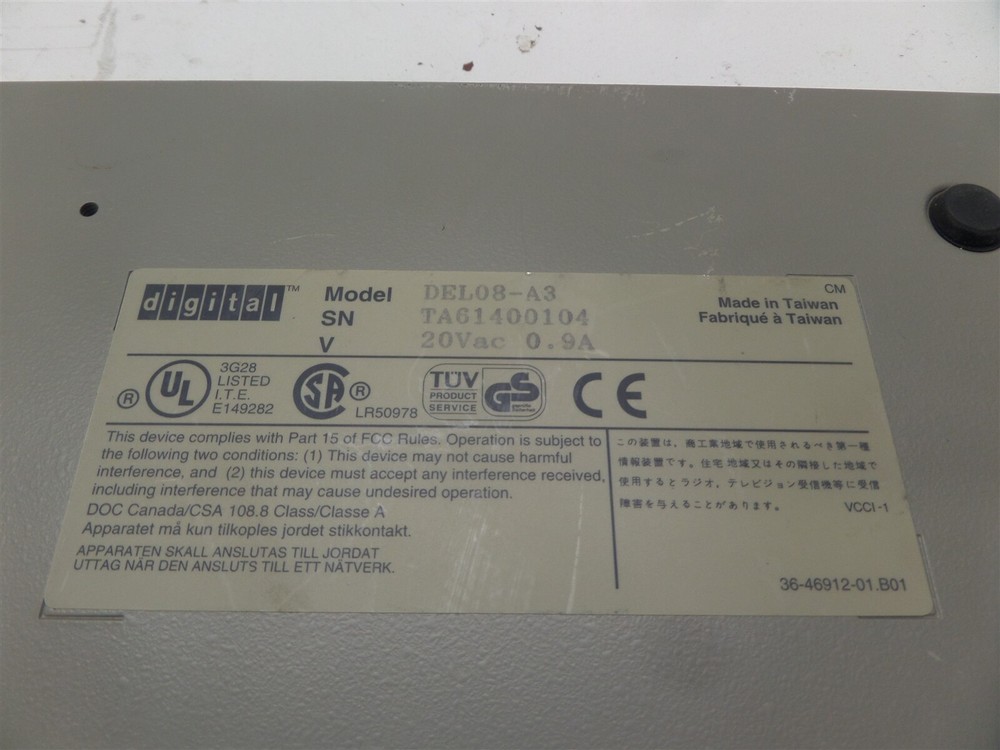 digital™
Model DEL08-A3
SN TA61400104
V 20Vac 0.9A
CM
Made in Taiwan
Fabriqué à Taiwan
® UL
3G28
LISTED
I.T.E.
E149282
SA ®
LR50978
TÜV
PRODUCT
SERVICE
GS
geprüfte
Sicherheit
CE
This device complies with Part 15 of FCC Rules. Operation is subject to
the following two conditions: (1) This device may not cause harmful
interference, and (2) this device must accept any interference received,
including interference that may cause undesired operation.
DOC Canada/CSA 108.8 Class/Classe A
Apparatet må kun tilkoples jordet stikkontakt.
APPARATEN SKALL ANSLUTAS TILL JORDAT
UTTAG NÄR DEN ANSLUTS TILL ETT NÄTVERK.
この装置は、商工業地域で使用されるべき第一種
情報装置です。住宅地域又はその隣接した地域で
使用するとラジオ、テレビジョン受信機等に受信
障害を与えることがあります。
VCCI-1
36-46912-01.B01